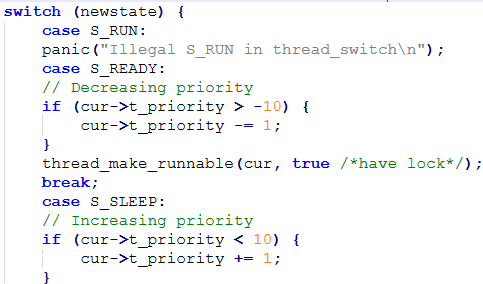 switch (newstate) {
case S_RUN:
panic("Illegal S_RUN in thread_switch\n");
case S_READY:
// Decreasing priority
if (cur->t_priority > -10) {
cur->t_priority -= 1;
}
thread_make_runnable(cur, true /*have lock*/);
break;
case S_SLEEP:
// Increasing priority
if (cur->t_priority < 10) {
cur->t_priority += 1;
}